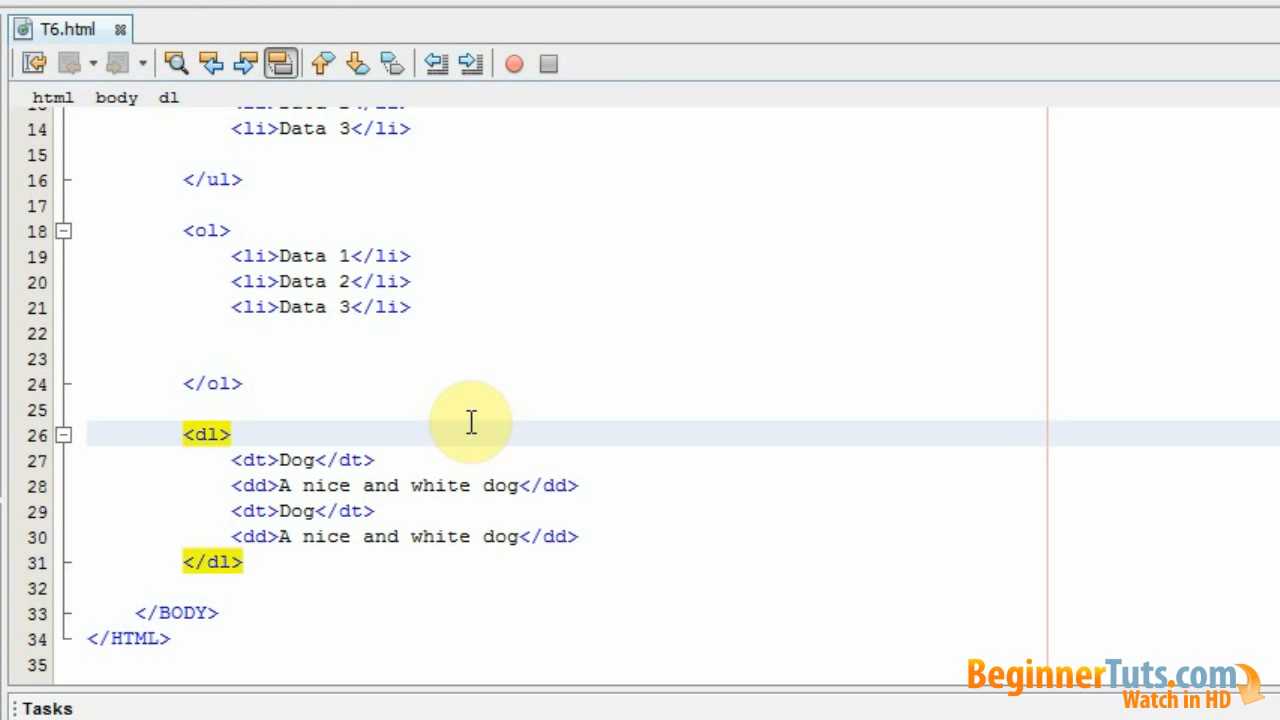 T6.html
html body dl
14 <li>Data 3</li>
15
16 </ul>
17
18 <ol>
19 <li>Data 1</li>
20 <li>Data 2</li>
21 <li>Data 3</li>
22
23
24 </ol>
25
26 <dl>
27 <dt>Dog</dt>
28 <dd>A nice and white dog</dd>
29 <dt>Dog</dt>
30 <dd>A nice and white dog</dd>
31 </dl>
32
33 </BODY>
34 </HTML>
35
BeginnerTuts.com
Watch in HD
Tasks